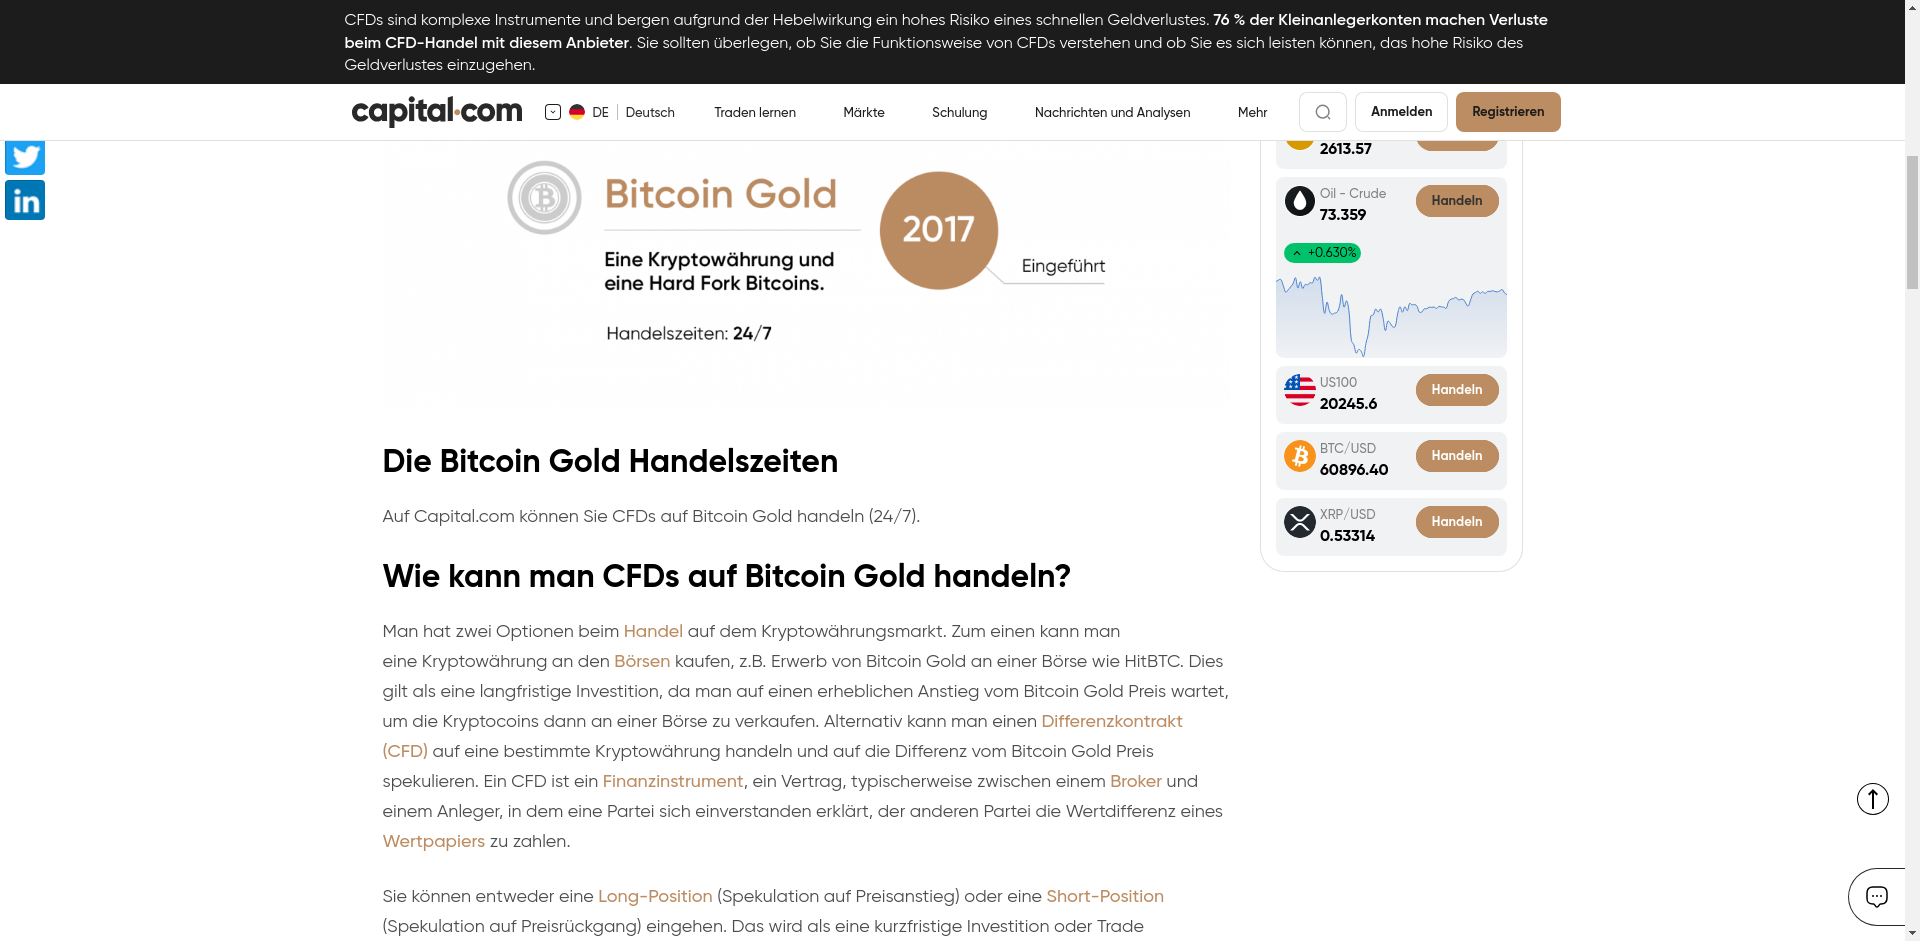 CFDs sind komplexe Instrumente und bergen aufgrund der Hebelwirkung ein hohes Risiko eines schnellen Geldverlustes. 76 % der Kleinanlegerkonten machen Verluste
beim CFD-Handel mit diesem Anbieter. Sie sollten überlegen, ob Sie die Funktionsweise von CFDs verstehen und ob Sie es sich leisten können, das hohe Risiko des
Geldverlustes einzugehen.
capital.com
DE | Deutsch
Traden lernen
Märkte
Schulung
Nachrichten und Analysen
Mehr
Anmelden
Registrieren
Bitcoin Gold
Eine Kryptowährung und
eine Hard Fork Bitcoins.
Handelszeiten: 24/7
2017
Eingeführt
Die Bitcoin Gold Handelszeiten
Auf Capital.com können Sie CFDs auf Bitcoin Gold handeln (24/7).
Wie kann man CFDs auf Bitcoin Gold handeln?
Man hat zwei Optionen beim Handel auf dem Kryptowährungsmarkt. Zum einen kann man
eine Kryptowährung an den Börsen kaufen, z.B. Erwerb von Bitcoin Gold an einer Börse wie HitBTC. Dies
gilt als eine langfristige Investition, da man auf einen erheblichen Anstieg vom Bitcoin Gold Preis wartet,
um die Kryptocoins dann an einer Börse zu verkaufen. Alternativ kann man einen Differenzkontrakt
(CFD) auf eine bestimmte Kryptowährung handeln und auf die Differenz vom Bitcoin Gold Preis
spekulieren. Ein CFD ist ein Finanzinstrument, ein Vertrag, typischerweise zwischen einem Broker und
einem Anleger, in dem eine Partei sich einverstanden erklärt, der anderen Partei die Wertdifferenz eines
Wertpapiers zu zahlen.
Sie können entweder eine Long-Position (Spekulation auf Preisanstieg) oder eine Short-Position
(Spekulation auf Preisrückgang) eingehen. Das wird als eine kurzfristige Investition oder Trade
2613.57
Oil - Crude
73.359
Handeln
+0.630%
US100
20245.6
Handeln
BTC/USD
60896.40
Handeln
XRP/USD
0.53314
Handeln
in